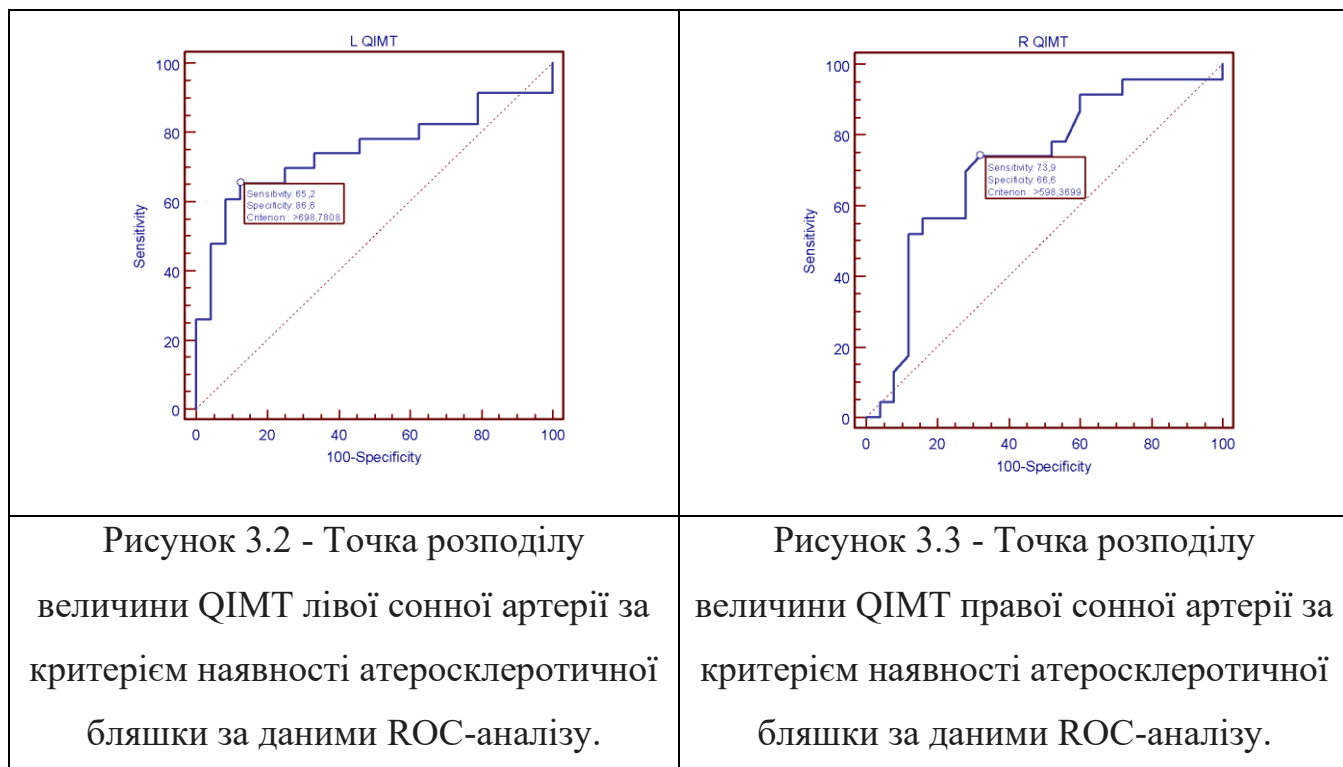 L QIMT
100
80
60
40
20
0
Sensitivity
Sensitivity: 65,2
Specificity: 86,6
Criterion : >698,7808
0 20 40 60 80 100
100-Specificity
R QIMT
100
80
60
40
20
0
Sensitivity
Sensitivity: 73,9
Specificity: 66,6
Criterion : >598,3699
0 20 40 60 80 100
100-Specificity
Рисунок 3.2 - Точка розподілу
величини QIMT лівої сонної артерії за
критерієм наявності атеросклеротичної
бляшки за даними ROC-аналізу.
Рисунок 3.3 - Точка розподілу
величини QIMT правої сонної артерії за
критерієм наявності атеросклеротичної
бляшки за даними ROC-аналізу.